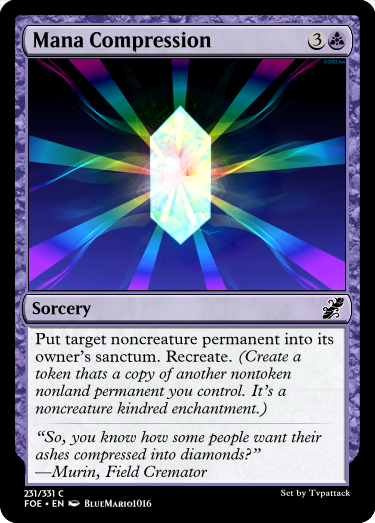 Mana Compression 3
©2022Art
Sorcery
Put target noncreature permanent into its
owner's sanctum. Recreate. (Create a
token thats a copy of another nontoken
nonland permanent you control. It's a
noncreature kindred enchantment.)
“So, you know how some people want their
ashes compressed into diamonds?”
—Murin, Field Cremator
231/331 C
FOE • EN BlueMario1016
Set by Tvpattack